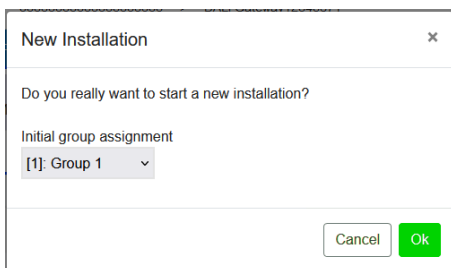 New Installation
×
Do you really want to start a new installation?
Initial group assignment
[1]: Group 1
Cancel
Ok